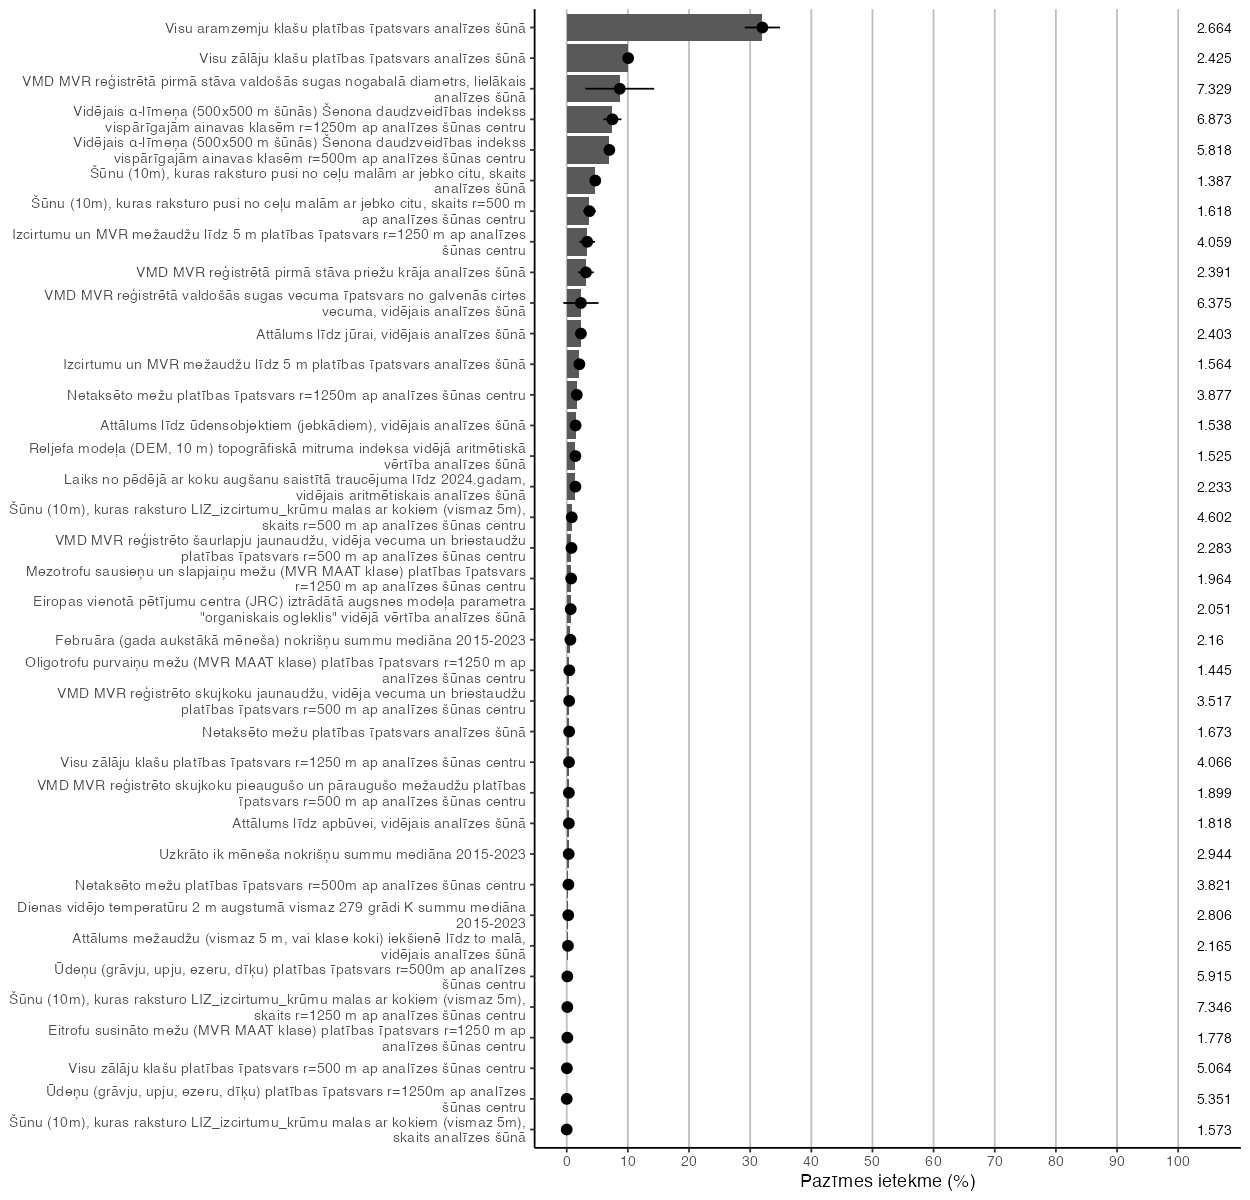 Visu aramzemju klašu platības īpatsvars analīzes šūnā 2.664
Visu zālāju klašu platības īpatsvars analīzes šūnā 2.425
VMD MVR reģistrētā pirmā stāva valdošās sugas nogabalā diametrs, lielākais
analīzes šūnā 7.329
Vidējais α-līmeņa (500x500 m šūnās) Šenona daudzveidības indekss
vispārīgajām ainavas klasēm r=1250m ap analīzes šūnas centru 6.873
Vidējais α-līmeņa (500x500 m šūnās) Šenona daudzveidības indekss
vispārīgajām ainavas klasēm r=500m ap analīzes šūnas centru 5.818
Šūnu (10m), kuras raksturo pusi no ceļu malām ar jebko citu, skaits
analīzes šūnā 1.387
Šūnu (10m), kuras raksturo pusi no ceļu malām ar jebko citu, skaits r=500 m
ap analīzes šūnas centru 1.618
Izcirtumu un MVR mežaudžu līdz 5 m platības īpatsvars r=1250 m ap analīzes
šūnas centru 4.059
VMD MVR reģistrētā pirmā stāva priežu krāja analīzes šūnā 2.391
VMD MVR reģistrētā valdošās sugas vecuma īpatsvars no galvenās cirtes
vecuma, vidējais analīzes šūnā 6.375
Attālums līdz jūrai, vidējais analīzes šūnā 2.403
Izcirtumu un MVR mežaudžu līdz 5 m platības īpatsvars analīzes šūnā 1.564
Netaksēto mežu platības īpatsvars r=1250m ap analīzes šūnas centru 3.877
Attālums līdz ūdensobjektiem (jebkādiem), vidējais analīzes šūnā 1.538
Reljefa modeļa (DEM, 10 m) topogrāfiskā mitruma indeksa vidējā aritmētiskā
vērtība analīzes šūnā 1.525
Laiks no pēdējā ar koku augšanu saistītā traucējuma līdz 2024.gadam,
vidējais aritmētiskais analīzes šūnā 2.233
Šūnu (10m), kuras raksturo LIZ_izcirtumu_krūmu malas ar kokiem (vismaz 5m),
skaits r=500 m ap analīzes šūnas centru 4.602
VMD MVR reģistrēto šaurlapju jaunaudžu, vidēja vecuma un briestaudžu
platības īpatsvars r=500 m ap analīzes šūnas centru 2.283
Mezotrofu sausieņu un slapjaiņu mežu (MVR MAAT klase) platības īpatsvars
r=1250 m ap analīzes šūnas centru 1.964
Eiropas vienotā pētījumu centra (JRC) iztrādātā augsnes modeļa parametra
"organiskais ogleklis" vidējā vērtība analīzes šūnā 2.051
Februāra (gada aukstākā mēneša) nokrišņu summu mediāna 2015-2023 2.16
Oligotrofu purvaiņu mežu (MVR MAAT klase) platības īpatsvars r=1250 m ap
analīzes šūnas centru 1.445
VMD MVR reģistrēto skujkoku jaunaudžu, vidēja vecuma un briestaudžu
platības īpatsvars r=500 m ap analīzes šūnas centru 3.517
Netaksēto mežu platības īpatsvars analīzes šūnā 1.673
Visu zālāju klašu platības īpatsvars r=1250 m ap analīzes šūnas centru 4.066
VMD MVR reģistrēto skujkoku pieaugušo un pāraugušo mežaudžu platības
īpatsvars r=500 m ap analīzes šūnas centru 1.899
Attālums līdz apbūvei, vidējais analīzes šūnā 1.818
Uzkrāto ik mēneša nokrišņu summu mediāna 2015-2023 2.944
Netaksēto mežu platības īpatsvars r=500m ap analīzes šūnas centru 3.821
Dienas vidējo temperatūru 2 m augstumā vismaz 279 grādi K summu mediāna
2015-2023 2.806
Attālums mežaudžu (vismaz 5 m, vai klase koki) iekšienē līdz to malā,
vidējais analīzes šūnā 2.165
Ūdeņu (grāvju, upju, ezeru, dīķu) platības īpatsvars r=500m ap analīzes
šūnas centru 5.915
Šūnu (10m), kuras raksturo LIZ_izcirtumu_krūmu malas ar kokiem (vismaz 5m),
skaits r=1250 m ap analīzes šūnas centru 7.346
Eitrofu susināto mežu (MVR MAAT klase) platības īpatsvars r=1250 m ap
analīzes šūnas centru 1.778
Visu zālāju klašu platības īpatsvars r=500 m ap analīzes šūnas centru 5.064
Ūdeņu (grāvju, upju, ezeru, dīķu) platības īpatsvars r=1250m ap analīzes
šūnas centru 5.351
Šūnu (10m), kuras raksturo LIZ_izcirtumu_krūmu malas ar kokiem (vismaz 5m),
skaits analīzes šūnā 1.573
0 10 20 30 40 50 60 70 80 90 100
Pazīmes ietekme (%)